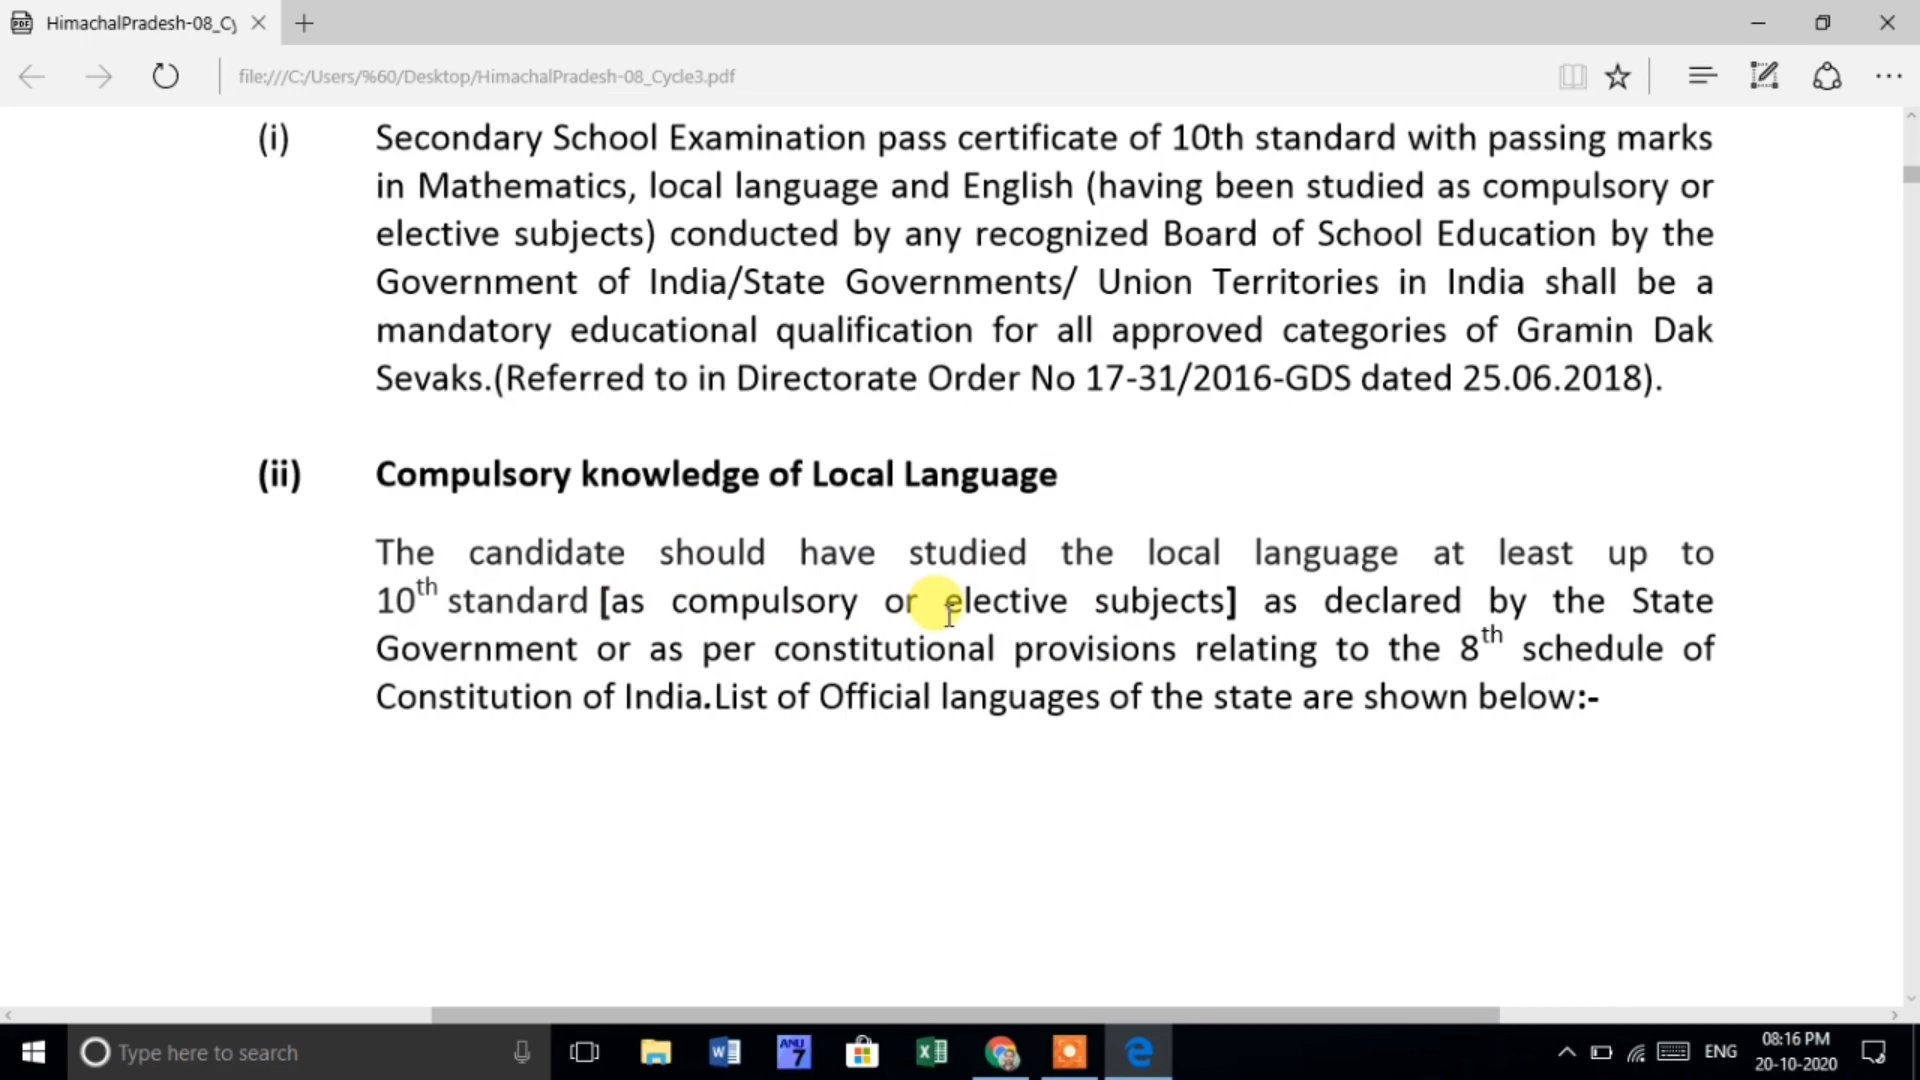 HimachalPradesh-08_Cy
file:///C:/Users/%60/Desktop/HimachalPradesh-08_Cycle3.pdf
(i) Secondary School Examination pass certificate of 10th standard with passing marks
in Mathematics, local language and English (having been studied as compulsory or
elective subjects) conducted by any recognized Board of School Education by the
Government of India/State Governments/ Union Territories in India shall be a
mandatory educational qualification for all approved categories of Gramin Dak
Sevaks.(Referred to in Directorate Order No 17-31/2016-GDS dated 25.06.2018).
(ii) Compulsory knowledge of Local Language
The candidate should have studied the local language at least up to
10th standard [as compulsory or elective subjects] as declared by the State
Government or as per constitutional provisions relating to the 8th schedule of
Constitution of India.List of Official languages of the state are shown below:-
Type here to search
ANU 7
ENG
08:16 PM
20-10-2020